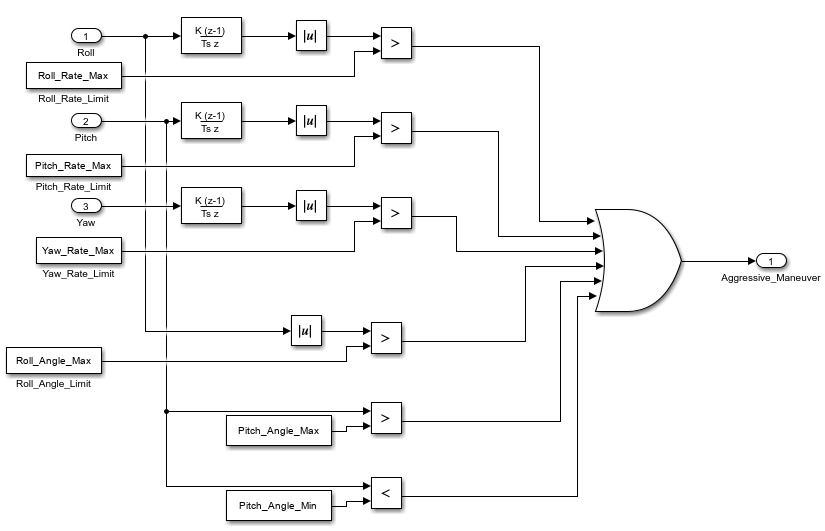 1
Roll
K (z-1)
Ts z
|u|
>
Roll_Rate_Max
Roll_Rate_Limit
2
Pitch
K (z-1)
Ts z
|u|
>
Pitch_Rate_Max
Pitch_Rate_Limit
3
Yaw
K (z-1)
Ts z
|u|
>
Yaw_Rate_Max
Yaw_Rate_Limit
1
Aggressive_Maneuver
|u|
>
Roll_Angle_Max
Roll_Angle_Limit
>
Pitch_Angle_Max
<
Pitch_Angle_Min